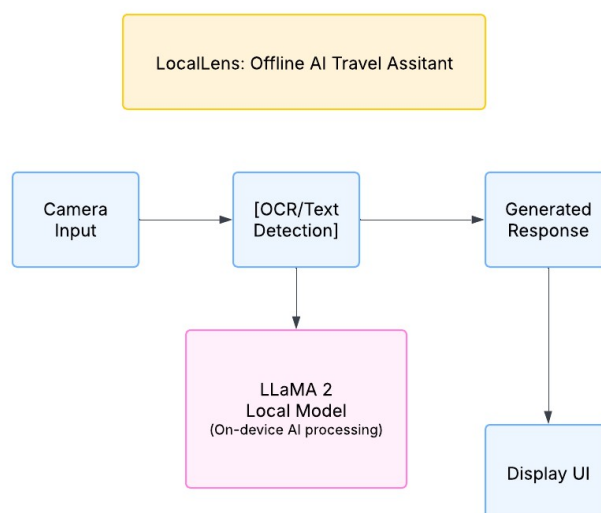 LocalLens: Offline AI Travel Assitant
Camera
Input
[OCR/Text
Detection]
Generated
Response
LLaMA 2
Local Model
(On-device AI processing)
Display UI